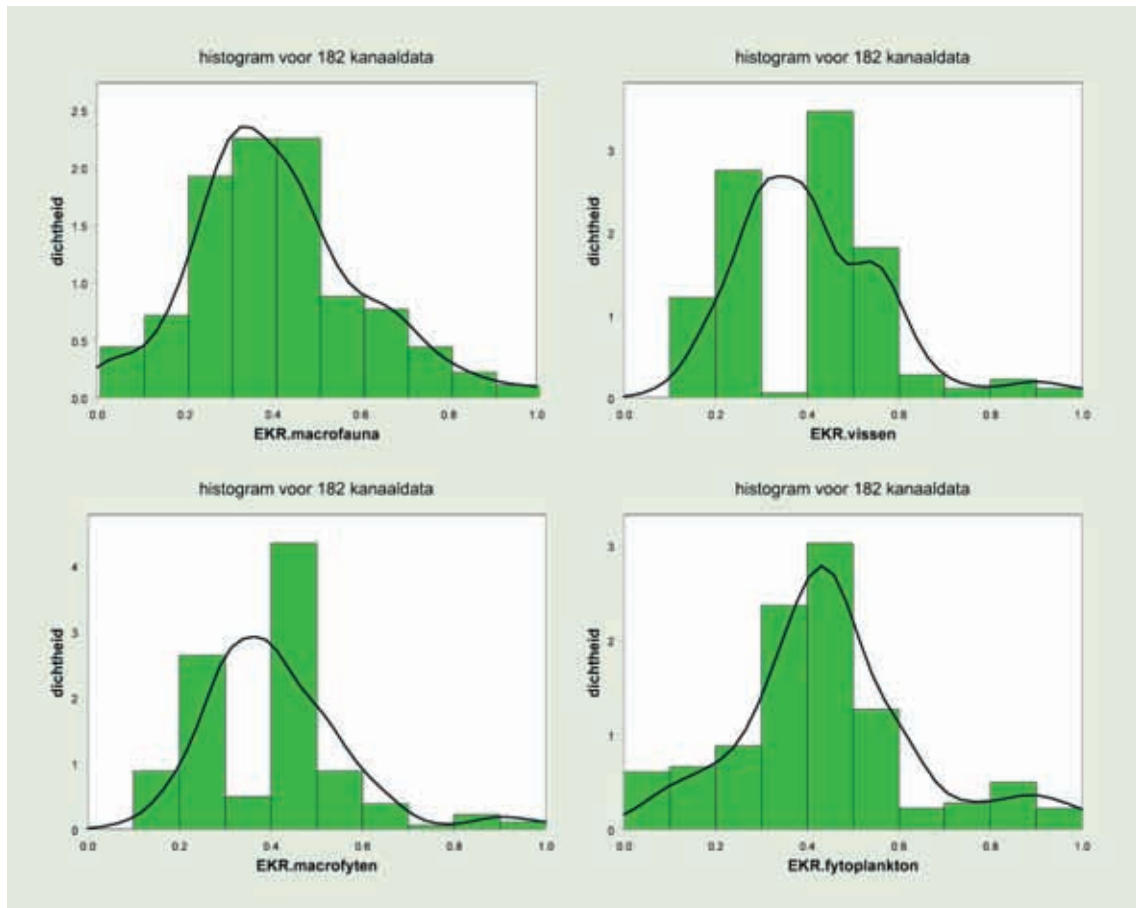 histogram voor 182 kanaaldata
2.5
2.0
1.5
1.0
0.5
0.0
dichtheid
0.0 0.2 0.4 0.6 0.8 1.0
EKR.macrofauna
histogram voor 182 kanaaldata
3
2
1
0
dichtheid
0.0 0.2 0.4 0.6 0.8 1.0
EKR.vissen
histogram voor 182 kanaaldata
4
3
2
1
0
dichtheid
0.0 0.2 0.4 0.6 0.8 1.0
EKR.macrofyten
histogram voor 182 kanaaldata
3
2
1
0
dichtheid
0.0 0.2 0.4 0.6 0.8 1.0
EKR.fytoplankton